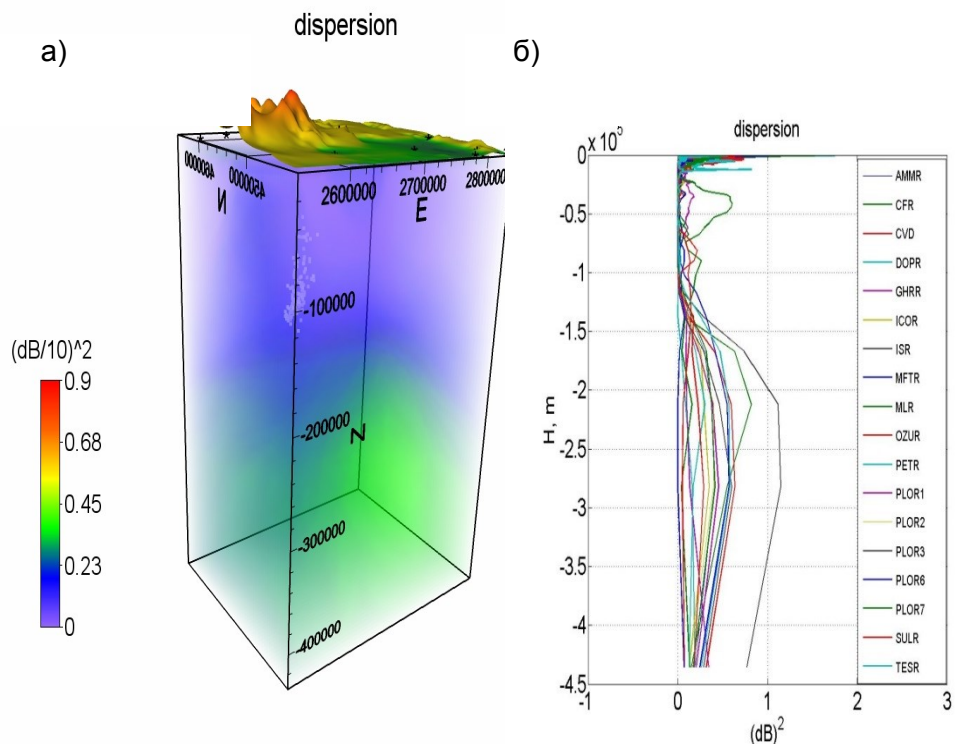 dispersion
а)
4600000
4500000
N
2600000
2700000
2800000
E
-100000
-200000
Z
-300000
-400000
(dB/10)^2
0.9
0.68
0.45
0.23
0
б)
dispersion
x 10
0
-0.5
-1
-1.5
-2
-2.5
-3
-3.5
-4
-4.5
H, m
-1
0
1
2
3
(dB)²
AMMR
CFR
CVD
DOPR
GHRR
ICOR
ISR
MFTR
MLR
OZUR
PETR
PLOR1
PLOR2
PLOR3
PLOR6
PLOR7
SULR
TESR